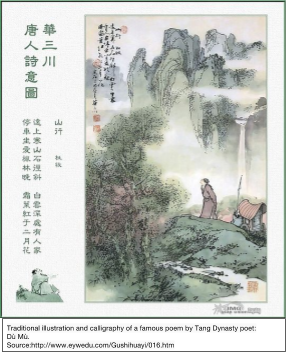 華三川
唐人詩意圖
山行 杜牧
遠上寒山石徑斜 白雲深處有人家
停車坐愛楓林晚 霜葉紅于二月花
Traditional illustration and calligraphy of a famous poem by Tang Dynasty poet:
Dù Mù.
Source:http://www.eywedu.com/Gushihuayi/016.htm